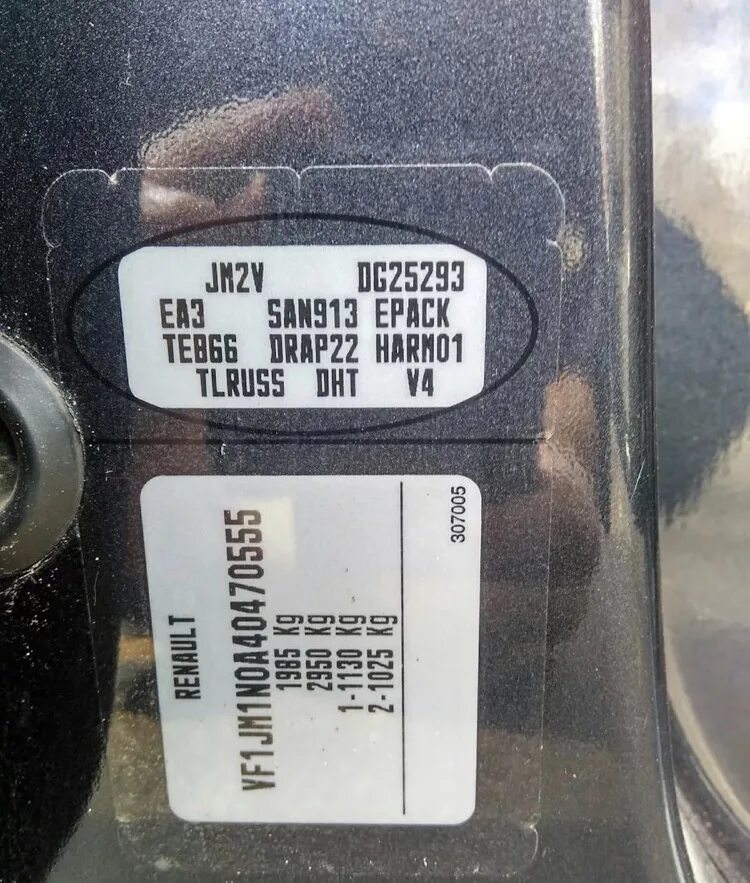 JM2V DG25293
EA3 SAN913 EPACK
TEB66 DRAP22 HARM01
TLRUSS DHT V4
RENAULT
VF1JM1N0A40470555
1985 Kg
2950 Kg
1-1130 Kg
2-1025 Kg
307005